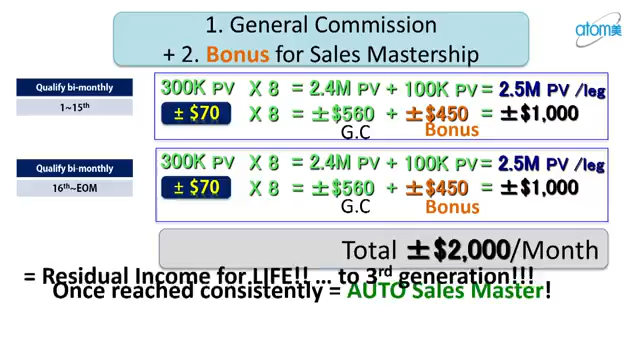 1. General Commission
+ 2. Bonus for Sales Mastership
atom美
Qualify bi-monthly
1~15th
300K PV X 8 = 2.4M PV + 100K PV = 2.5M PV /leg
± $70 X 8 = ±$560 + ±$450 = ±$1,000
G.C Bonus
Qualify bi-monthly
16th~EOM
300K PV X 8 = 2.4M PV + 100K PV = 2.5M PV /leg
± $70 X 8 = ±$560 + ±$450 = ±$1,000
G.C Bonus
Total ±$2,000/Month
= Residual Income for LIFE!! ... to 3rd generation!!!
Once reached consistently = AUTO Sales Master!